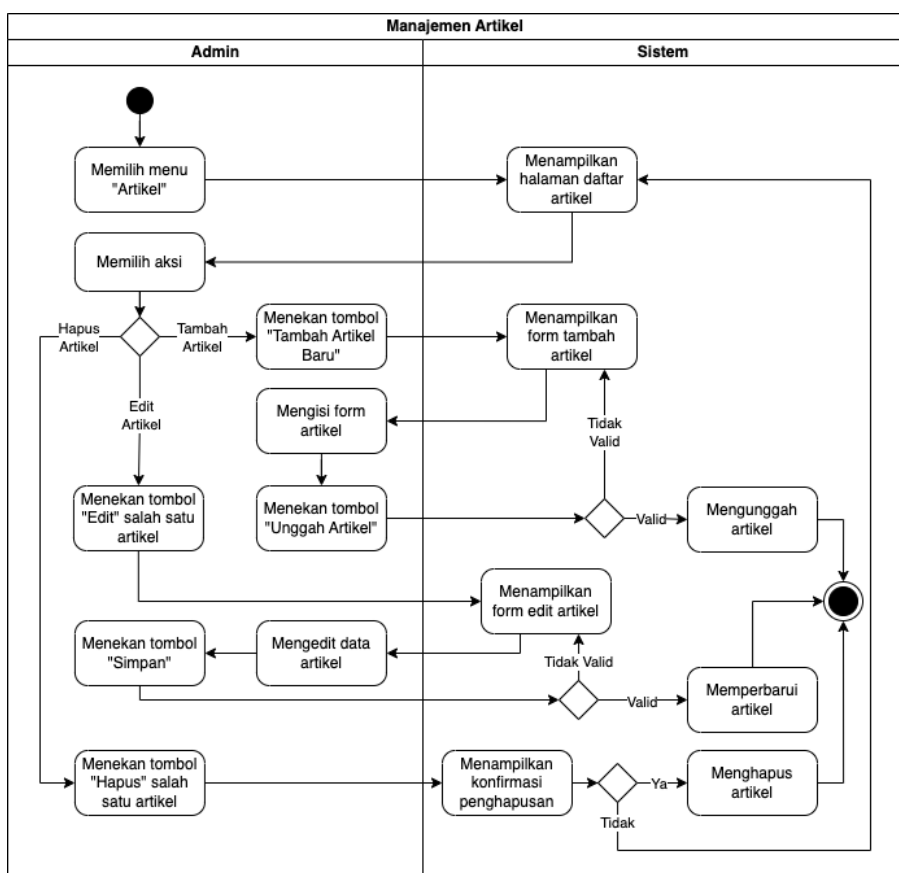 Manajemen Artikel
Admin
Sistem
Memilih menu
"Artikel"
Menampilkan
halaman daftar
artikel
Memilih aksi
Hapus
Artikel
Tambah
Artikel
Menekan tombol
"Tambah Artikel
Baru"
Menampilkan
form tambah
artikel
Edit
Artikel
Mengisi form
artikel
Tidak
Valid
Menekan tombol
"Edit" salah satu
artikel
Menekan tombol
"Unggah Artikel"
Valid
Mengunggah
artikel
Menampilkan
form edit artikel
Menekan tombol
"Simpan"
Mengedit data
artikel
Tidak Valid
Valid
Memperbarui
artikel
Menekan tombol
"Hapus" salah
satu artikel
Menampilkan
konfirmasi
penghapusan
Ya
Menghapus
artikel
Tidak